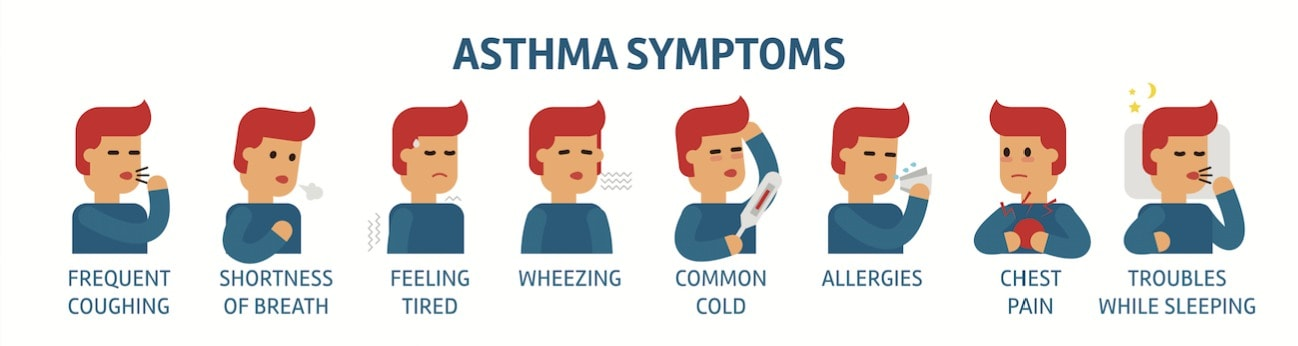 ASTHMA SYMPTOMS
FREQUENT
COUGHING
SHORTNESS
OF BREATH
FEELING
TIRED
WHEEZING
COMMON
COLD
ALLERGIES
CHEST
PAIN
TROUBLES
WHILE SLEEPING